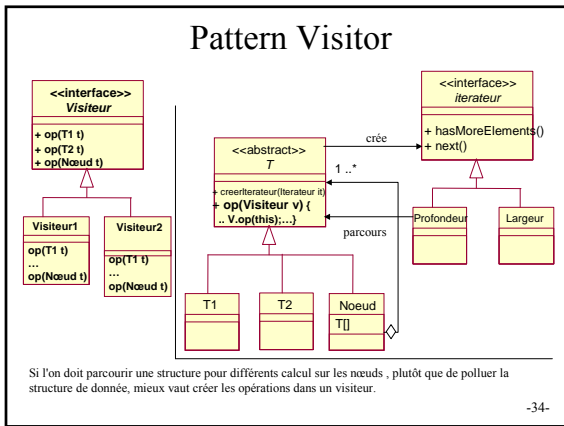 Pattern Visitor
<<interface>>
Visiteur
+ op(T1 t)
+ op(T2 t)
+ op(Nœud t)
Visiteur1
op(T1 t)
...
op(Nœud t)
Visiteur2
op(T1 t)
...
op(Nœud t)
<<abstract>>
T
+ creerIterateur(Iterateur it)
+ op(Visiteur v) {
.. V.op(this);...}
crée
1 ..*
parcours
<<interface>>
iterateur
+ hasMoreElements()
+ next()
Profondeur
Largeur
T1
T2
Noeud
T[]
Si l'on doit parcourir une structure pour différents calcul sur les nœuds , plutôt que de polluer la
structure de donnée, mieux vaut créer les opérations dans un visiteur.
-34-